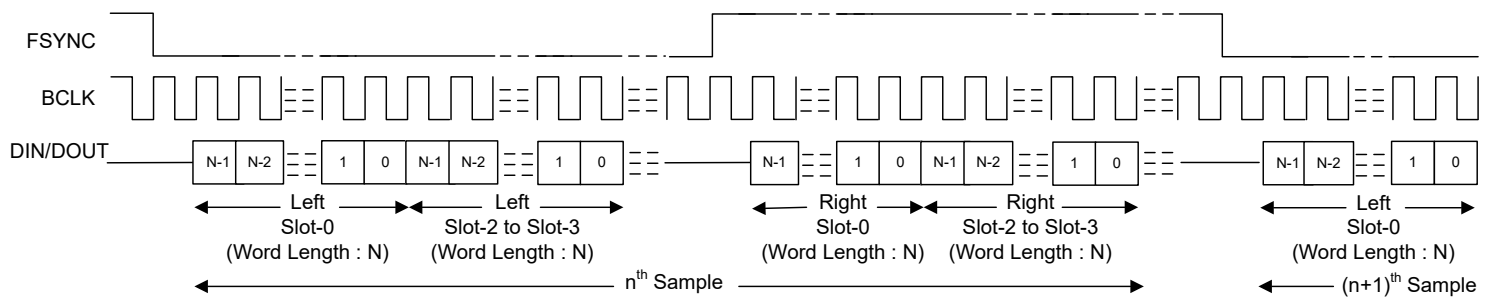 FSYNC
BCLK
DIN/DOUT
N-1 N-2 1 0 N-1 N-2 1 0 N-1 1 0 N-1 N-2 1 0 N-1 N-2 1 0
Left Left Right Right Left
Slot-0 Slot-2 to Slot-3 Slot-0 Slot-2 to Slot-3 Slot-0
(Word Length : N) (Word Length : N) (Word Length : N) (Word Length : N) (Word Length : N)
nth Sample (n+1)th Sample